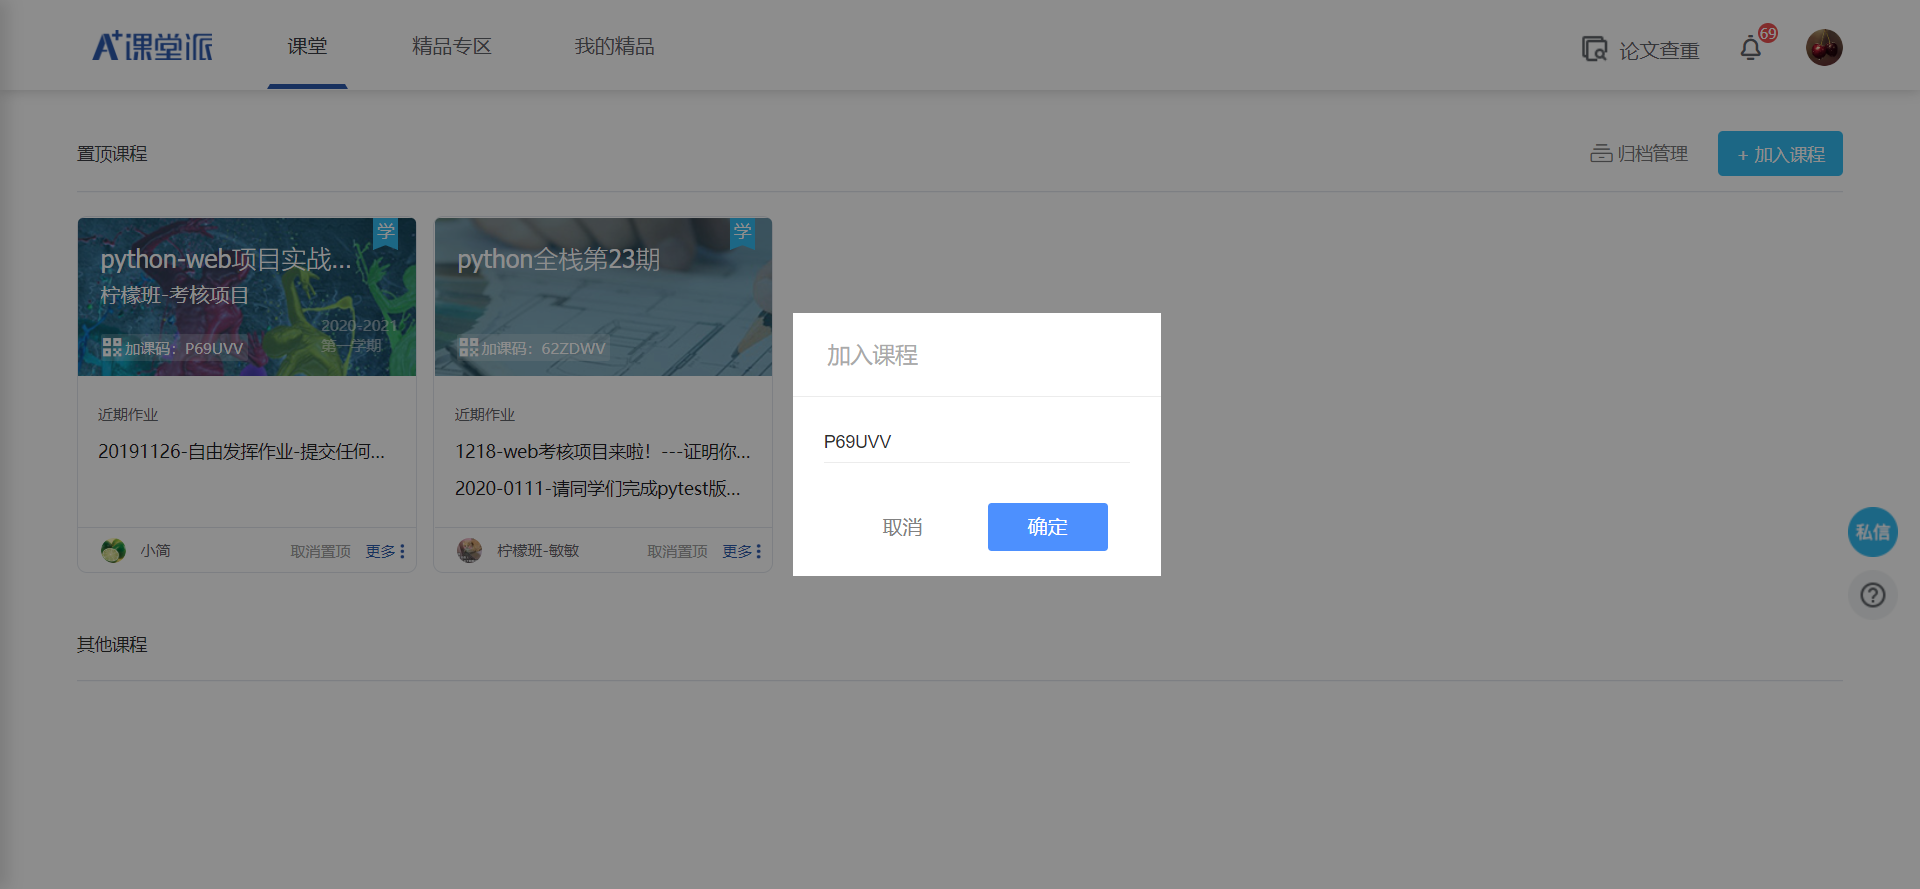 A+课堂派
课堂
精品专区
我的精品
论文查重
69
置顶课程
归档管理
+ 加入课程
学
python-web项目实战...
柠檬班-考核项目
2020-2021
第一学期
加课码：P69UVV
近期作业
20191126-自由发挥作业-提交任何...
小简
取消置顶
更多
学
python全栈第23期
加课码：62ZDWV
近期作业
1218-web考核项目来啦！---证明你...
2020-0111-请同学们完成pytest版...
柠檬班-敏敏
取消置顶
更多
加入课程
P69UVV
取消
确定
私信
其他课程